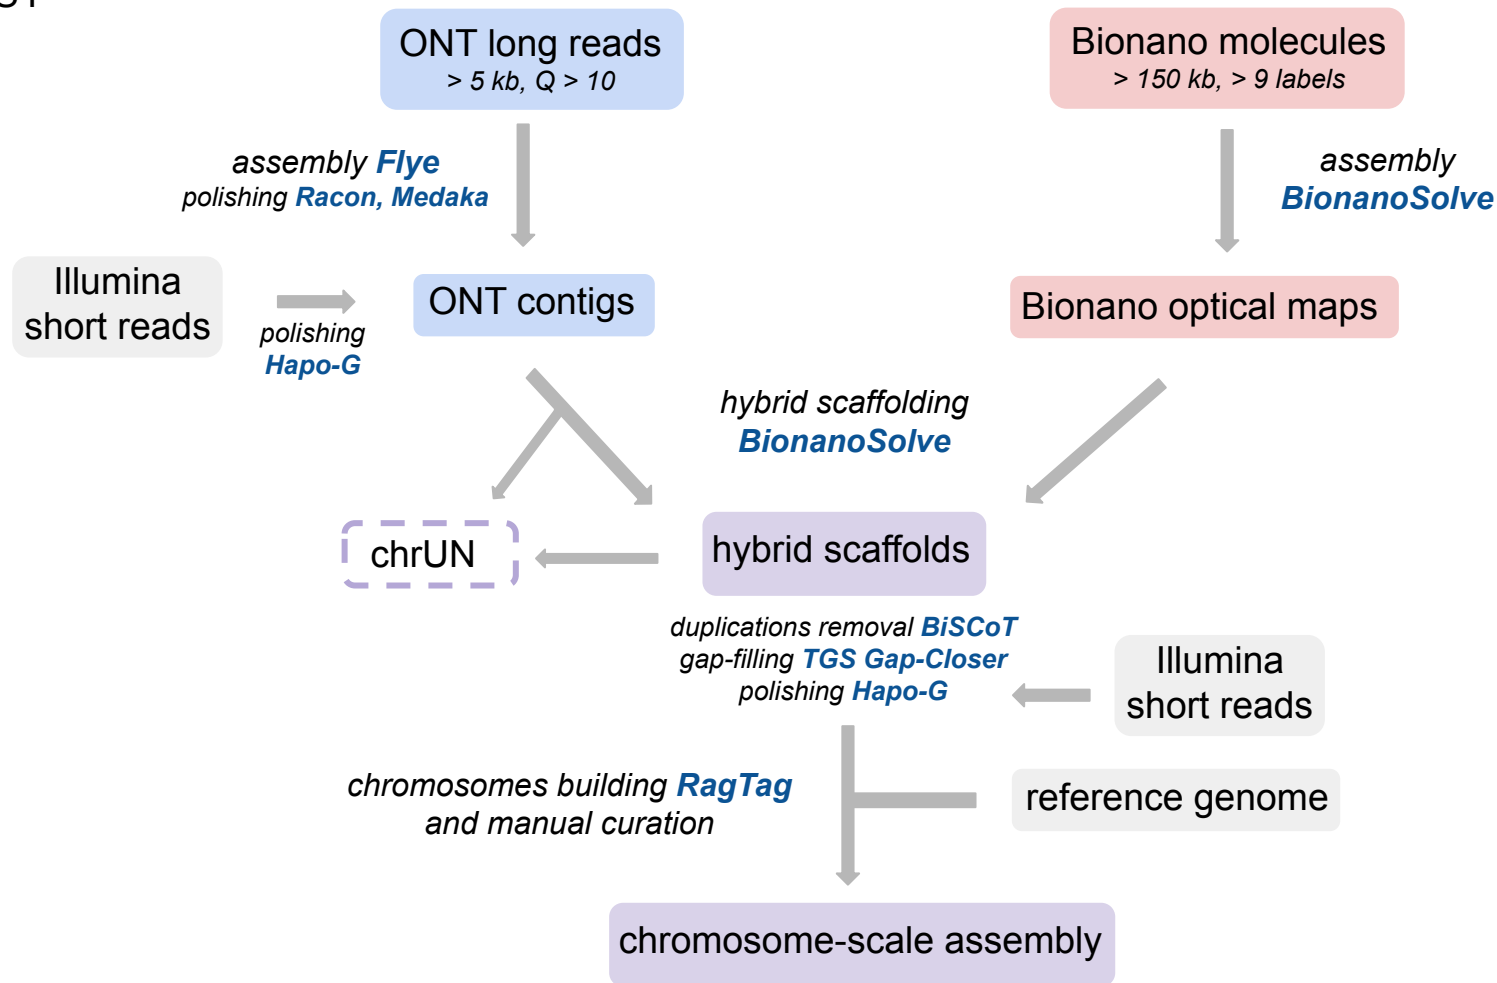 ONT long reads
> 5 kb, Q > 10
Bionano molecules
> 150 kb, > 9 labels
assembly Flye
polishing Racon, Medaka
assembly
BionanoSolve
Illumina
short reads
polishing
Hapo-G
ONT contigs
Bionano optical maps
hybrid scaffolding
BionanoSolve
chrUN
hybrid scaffolds
duplications removal BiSCoT
gap-filling TGS Gap-Closer
polishing Hapo-G
Illumina
short reads
chromosomes building RagTag
and manual curation
reference genome
chromosome-scale assembly